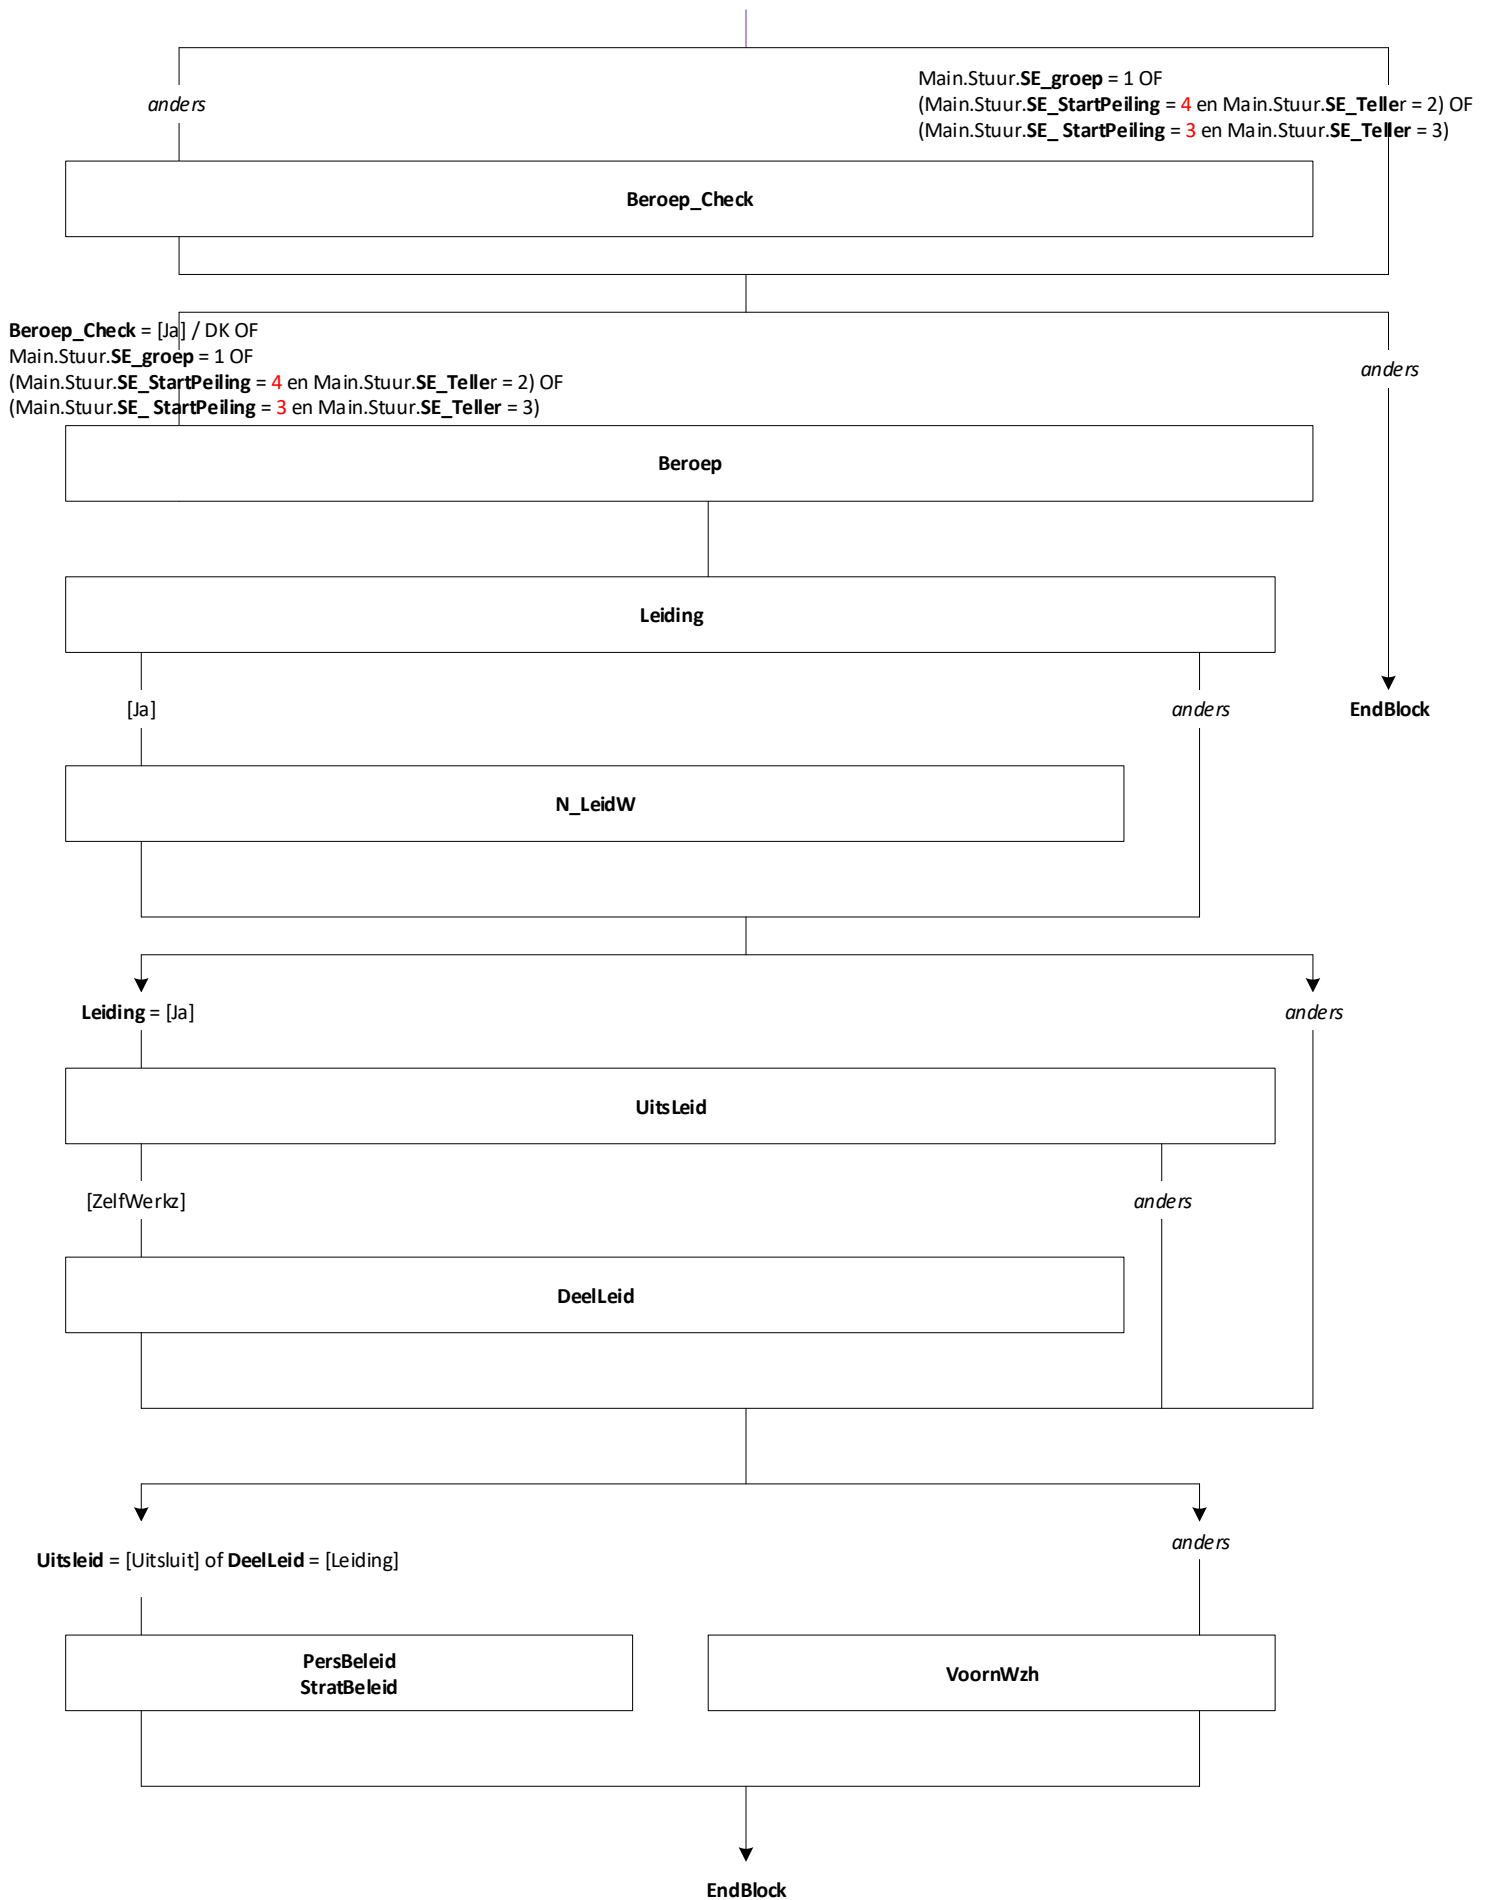 Main.Stuur.SE_groep = 1 OF
(Main.Stuur.SE_StartPeiling = 4 en Main.Stuur.SE_Teller = 2) OF
(Main.Stuur.SE_ StartPeiling = 3 en Main.Stuur.SE_Teller = 3)
anders
Beroep_Check
Beroep_Check = [Ja] / DK OF
Main.Stuur.SE_groep = 1 OF
(Main.Stuur.SE_StartPeiling = 4 en Main.Stuur.SE_Teller = 2) OF
(Main.Stuur.SE_ StartPeiling = 3 en Main.Stuur.SE_Teller = 3)
anders
Beroep
Leiding
[Ja]
anders
EndBlock
N_LeidW
Leiding = [Ja]
anders
UitsLeid
[ZelfWerkz]
anders
DeelLeid
Uitsleid = [Uitsluit] of DeelLeid = [Leiding]
anders
PersBeleid
StratBeleid
VoornWzh
EndBlock